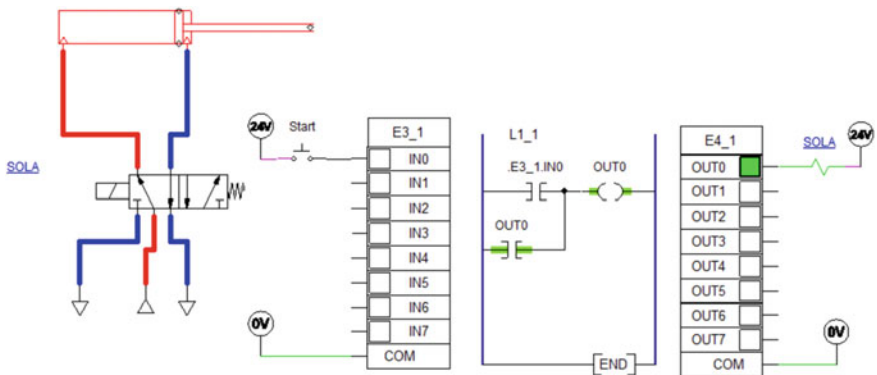 SOLA
24V
Start
E3_1
IN0
IN1
IN2
IN3
IN4
IN5
IN6
IN7
COM
0V
L1_1
.E3_1.IN0
OUT0
OUT0
END
E4_1
OUT0
OUT1
OUT2
OUT3
OUT4
OUT5
OUT6
OUT7
COM
SOLA
24V
0V